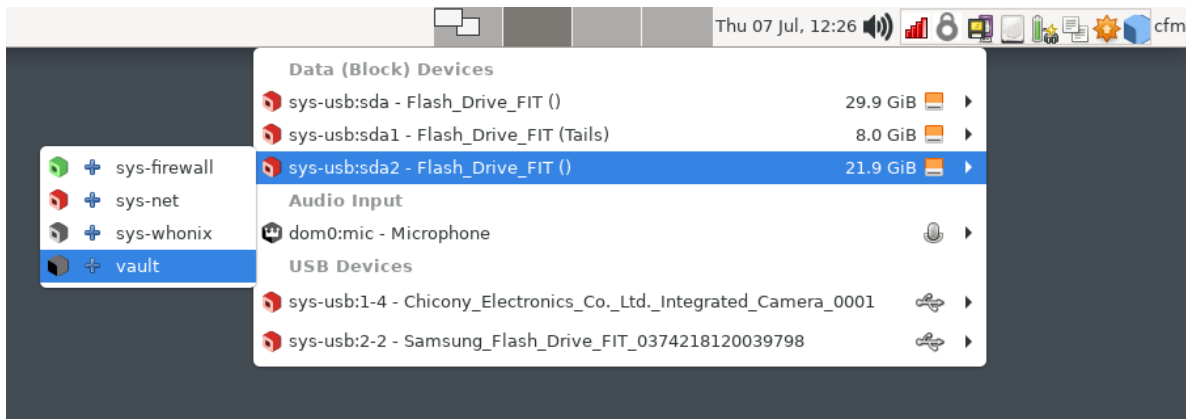 Thu 07 Jul, 12:26 cfm
Data (Block) Devices
sys-usb:sda - Flash_Drive_FIT () 29.9 GiB
sys-usb:sda1 - Flash_Drive_FIT (Tails) 8.0 GiB
sys-usb:sda2 - Flash_Drive_FIT () 21.9 GiB
Audio Input
dom0:mic - Microphone
USB Devices
sys-usb:1-4 - Chicony_Electronics_Co._Ltd._Integrated_Camera_0001
sys-usb:2-2 - Samsung_Flash_Drive_FIT_0374218120039798
sys-firewall
sys-net
sys-whonix
vault